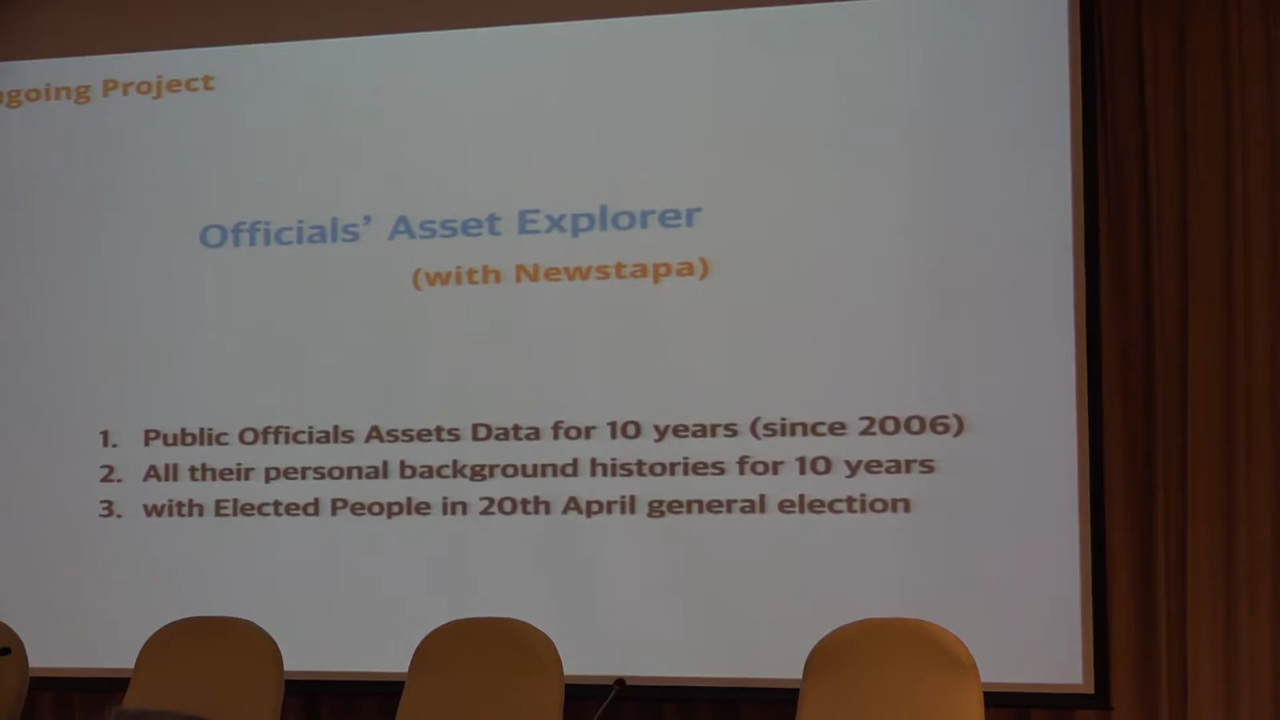 Project
Officials' Asset Explorer
(with Newstapa)
1. Public Officials Assets Data for 10 years (since 2006)
2. All their personal background histories for 10 years
3. with Elected People in 20th April general election